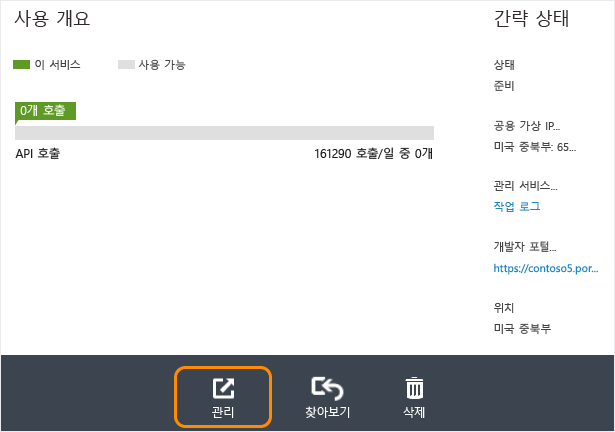 사용 개요
이 서비스
사용 가능
0개 호출
API 호출
161290 호출/일 중 0개
간략 상태
상태
준비
공용 가상 IP...
미국 중북부: 65...
관리 서비스...
작업 로그
개발자 포털...
https://contoso5.por...
위치
미국 중북부
관리
찾아보기
삭제